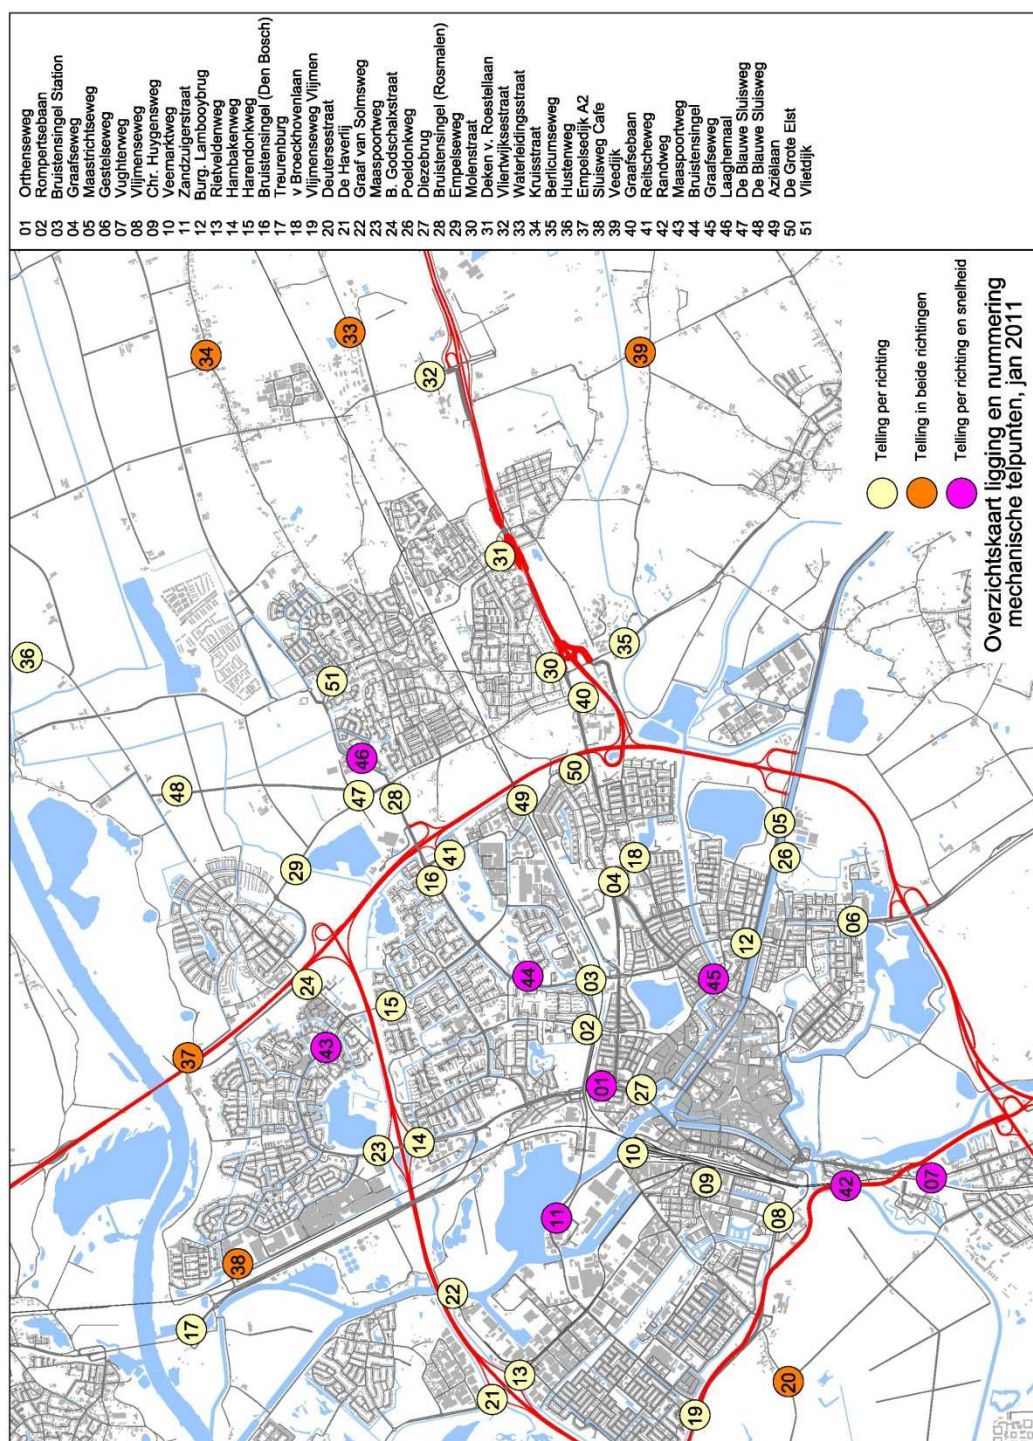 01 Orthenseweg
02 Rompertsebaan
03 Bruistensingel Station
04 Graafseweg
05 Maastrichtseweg
06 Gestelseweg
07 Vughterweg
08 Vlijmenseweg
09 Chr. Huygensweg
10 Veemarktweg
11 Zandzuigerstraat
12 Burg. Lambooybrug
13 Rietveldenweg
14 Hambakenweg
15 Harendonkweg
16 Bruistensingel (Den Bosch)
17 Treurenburg
18 v Broeckhovenlaan
19 Vlijmenseweg Vlijmen
20 Deutersestraat
21 De Havertij
22 Graaf van Solmsweg
23 Maaspoortweg
24 B. Godschalxstraat
26 Poeldonkweg
27 Diezebrug
28 Bruistensingel (Rosmalen)
29 Empelseweg
30 Molenstraat
31 Deken v. Roestellaan
32 Vliertwijksestraat
33 Waterleidingsstraat
34 Kruisstraat
35 Berlicumseweg
36 Hustenweg
37 Empelsedijk A2
38 Sluisweg Cafe
39 Veedijk
40 Graafsebaan
41 Reitscheweg
42 Randweg
43 Maaspoortweg
44 Bruistensingel
45 Graafseweg
46 Laaghemaal
47 De Blauwe Sluisweg
48 De Blauwe Sluisweg
49 Aziëlaan
50 De Grote Elst
51 Vlietdijk
36
34
33
32
39
31
51
35
30
40
46
48
47
28
50
49
29
41
16
18
04
05
26
06
12
24
15
44
03
45
37
43
02
01
27
23
14
10
09
07
42
11
08
38
22
17
13
21
20
19
Telling per richting
Telling in beide richtingen
Telling per richting en snelheid
Overzichtskaart ligging en nummering
mechanische telpunten, jan 2011